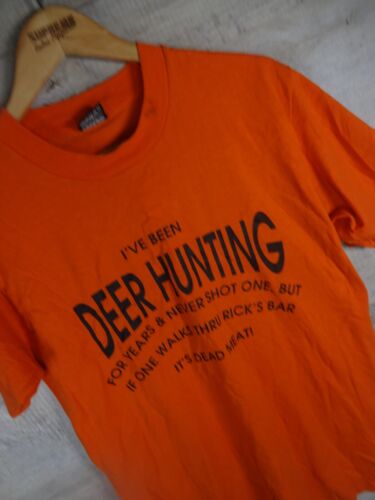 I'VE BEEN
DEER HUNTING
FOR YEARS & NEVER SHOT ONE... BUT
IF ONE WALKS THRU RICK'S BAR
IT'S DEAD MEAT!